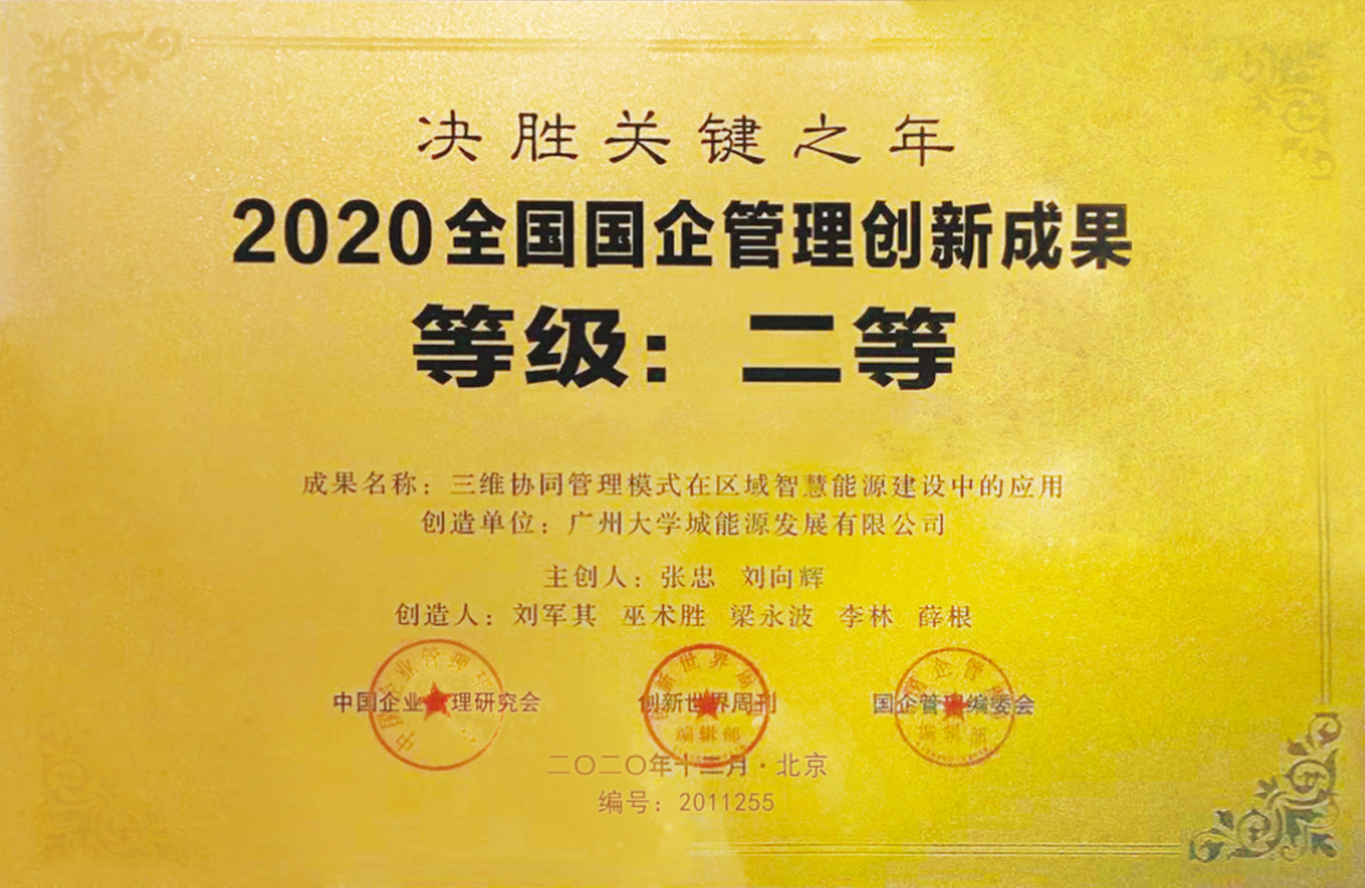 决胜关键之年
2020全国国企管理创新成果
等级：二等
成果名称：三维协同管理模式在区域智慧能源建设中的应用
创造单位：广州大学城能源发展有限公司
主创人：张忠 刘向辉
创造人：刘军其 巫术胜 梁永波 李林 薛根
中国企业管理研究会 创新世界周刊 国企管理编委会
编辑部 编辑部
二〇二〇年十二月·北京
编号：2011255